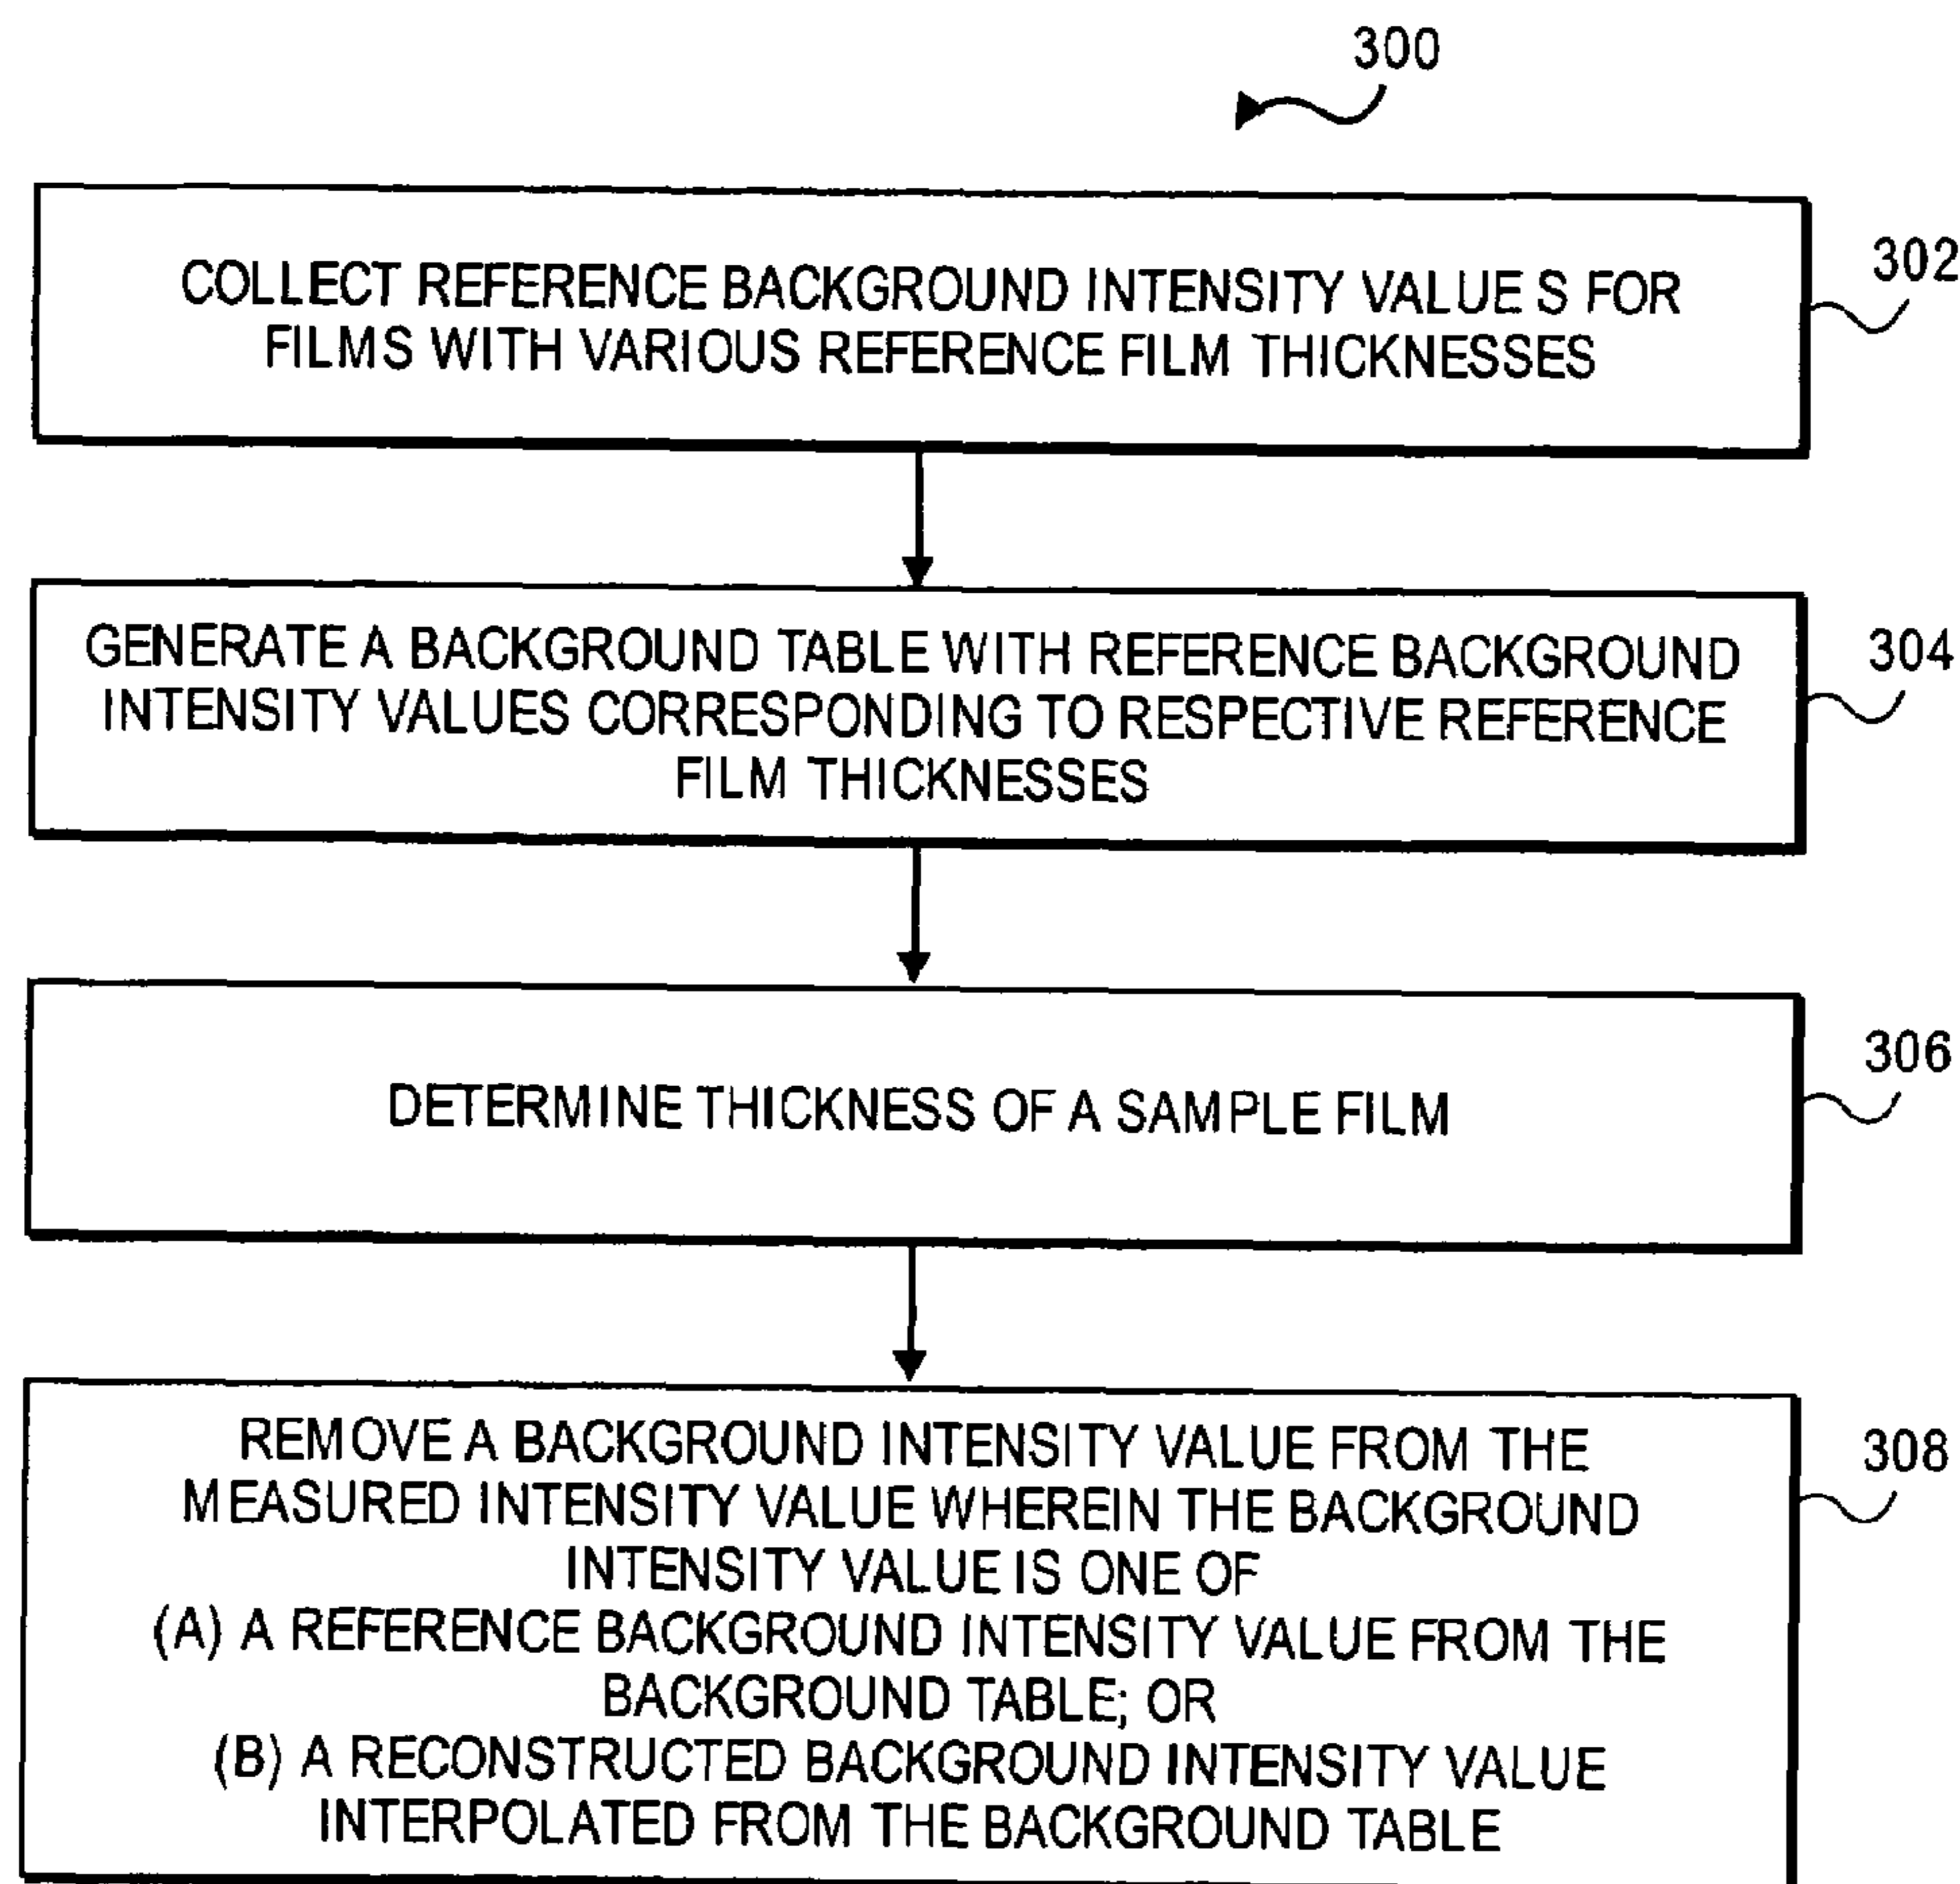 300
COLLECT REFERENCE BACKGROUND INTENSITY VALUE S FOR
FILMS WITH VARIOUS REFERENCE FILM THICKNESSES
302
GENERATE A BACKGROUND TABLE WITH REFERENCE BACKGROUND
INTENSITY VALUES CORRESPONDING TO RESPECTIVE REFERENCE
FILM THICKNESSES
304
DETERMINE THICKNESS OF A SAMPLE FILM
306
REMOVE A BACKGROUND INTENSITY VALUE FROM THE
MEASURED INTENSITY VALUE WHEREIN THE BACKGROUND
INTENSITY VALUE IS ONE OF
(A) A REFERENCE BACKGROUND INTENSITY VALUE FROM THE
BACKGROUND TABLE; OR
(B) A RECONSTRUCTED BACKGROUND INTENSITY VALUE
INTERPOLATED FROM THE BACKGROUND TABLE
308